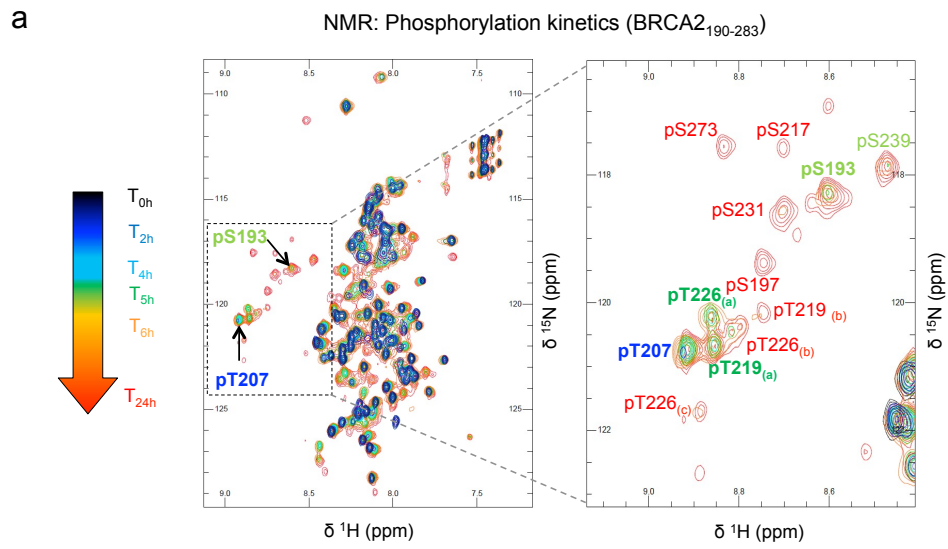 a
NMR: Phosphorylation kinetics (BRCA2190-283)
T0h
T2h
T4h
T5h
T6h
T24h
9.0 8.5 8.0 7.5
110
115
120
125
pS193
pT207
9.0 8.5 8.0 7.5
δ 1H (ppm)
δ 15N (ppm)
9.0 8.8 8.6
118
120
122
pS273
pS217
pS239
pS193
pS231
pS197
pT226(a)
pT219(b)
pT207
pT226(b)
pT219(a)
pT226(c)
9.0 8.8 8.6
δ 1H (ppm)
δ 15N (ppm)